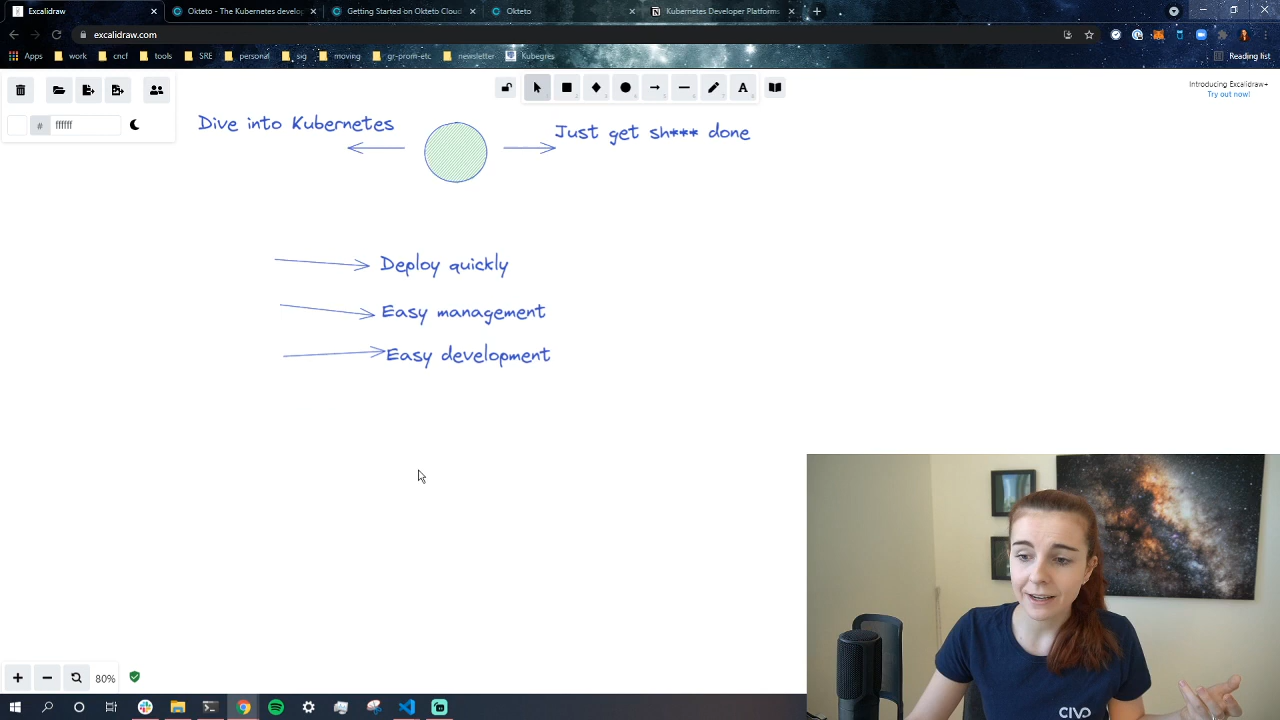 Excalidraw
Okteto - The Kubernetes develop
Getting Started on Okteto Cloud
Okteto
Kubernetes Developer Platforms
excalidraw.com
Apps
work
cncf
tools
SRE
personal
sig
moving
gr-prom-etc
newsletter
Kubegres
Reading list
Introducing Excalidraw+
Try out now!
#
ffffff
A
Dive into Kubernetes
Just get sh*** done
Deploy quickly
Easy management
Easy development
80%
CIVO